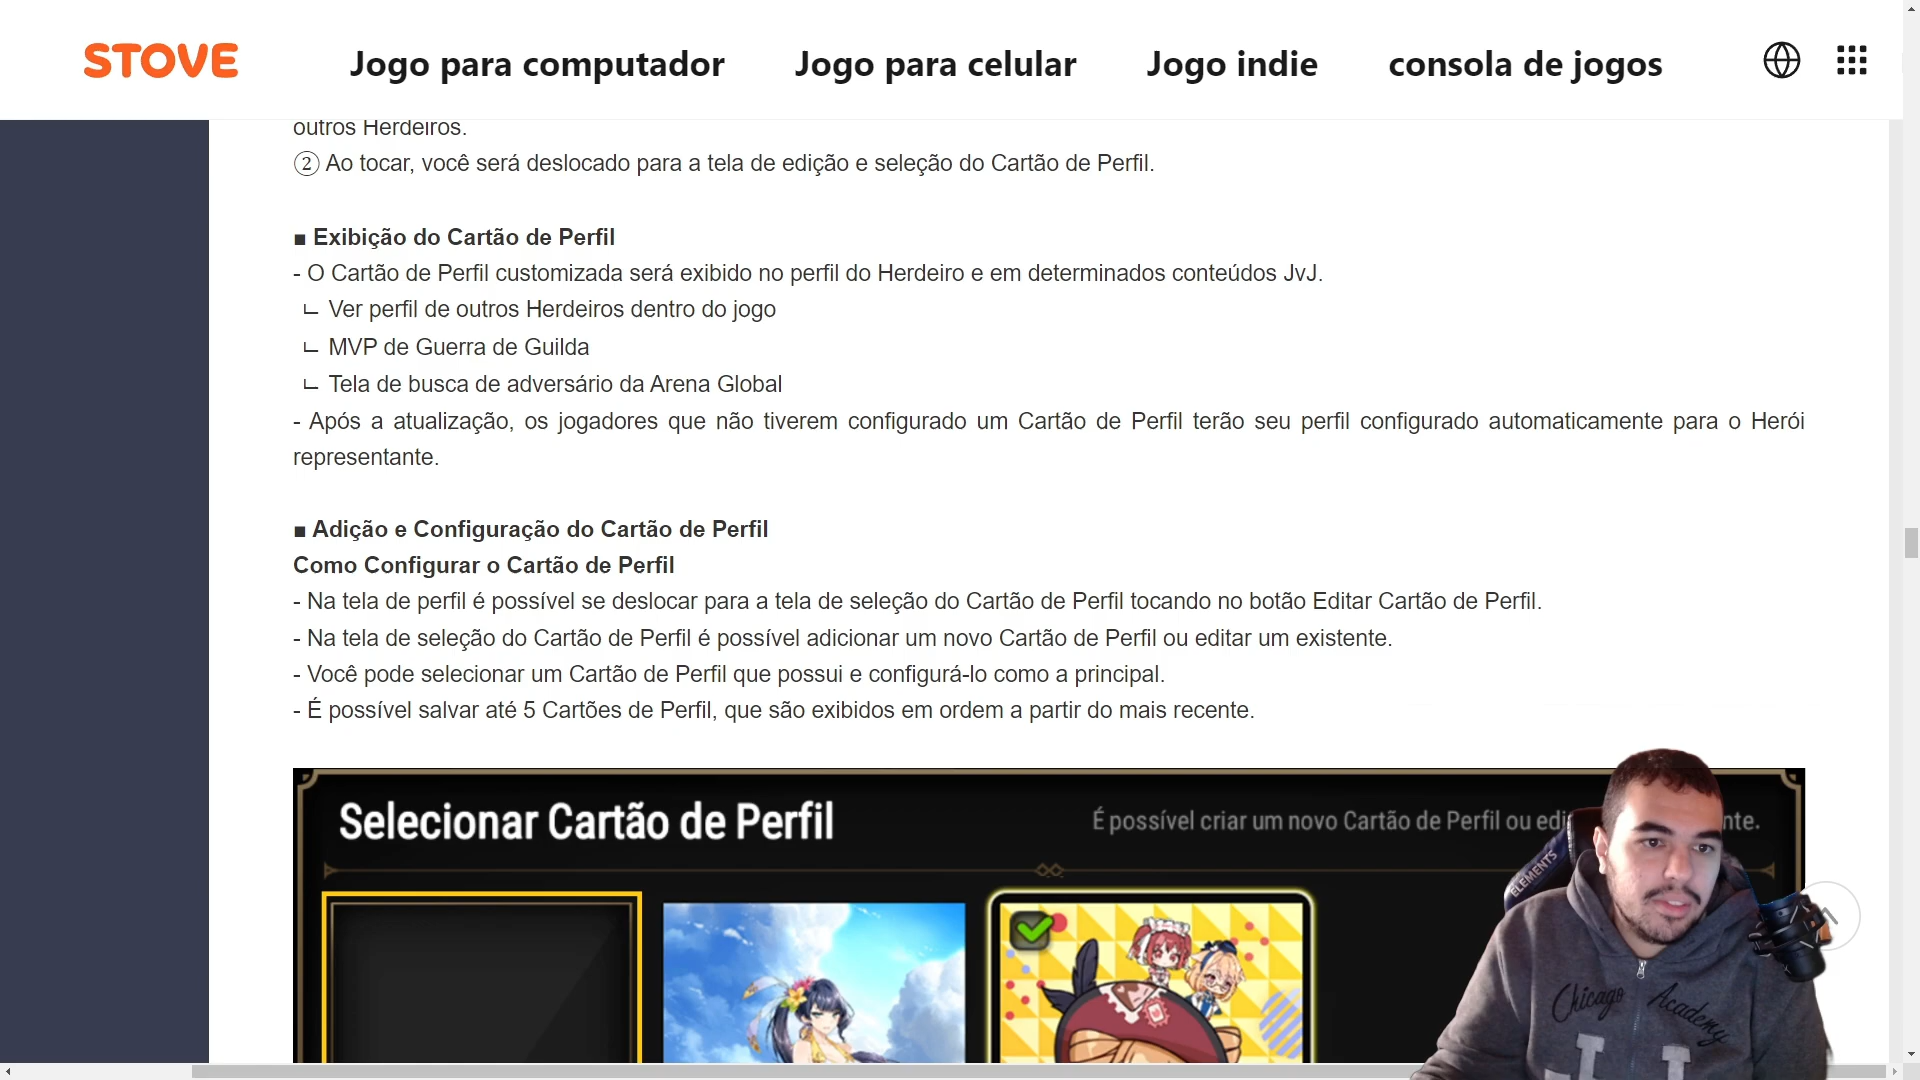 STOVE
Jogo para computador
Jogo para celular
Jogo indie
consola de jogos
outros Herdeiros.
② Ao tocar, você será deslocado para a tela de edição e seleção do Cartão de Perfil.
■ Exibição do Cartão de Perfil
- O Cartão de Perfil customizada será exibido no perfil do Herdeiro e em determinados conteúdos JvJ.
ㄴ Ver perfil de outros Herdeiros dentro do jogo
ㄴ MVP de Guerra de Guilda
ㄴ Tela de busca de adversário da Arena Global
- Após a atualização, os jogadores que não tiverem configurado um Cartão de Perfil terão seu perfil configurado automaticamente para o Herói
representante.
■ Adição e Configuração do Cartão de Perfil
Como Configurar o Cartão de Perfil
- Na tela de perfil é possível se deslocar para a tela de seleção do Cartão de Perfil tocando no botão Editar Cartão de Perfil.
- Na tela de seleção do Cartão de Perfil é possível adicionar um novo Cartão de Perfil ou editar um existente.
- Você pode selecionar um Cartão de Perfil que possui e configurá-lo como a principal.
- É possível salvar até 5 Cartões de Perfil, que são exibidos em ordem a partir do mais recente.
Selecionar Cartão de Perfil
É possível criar um novo Cartão de Perfil ou
ELEMENTS
Chicago Academy